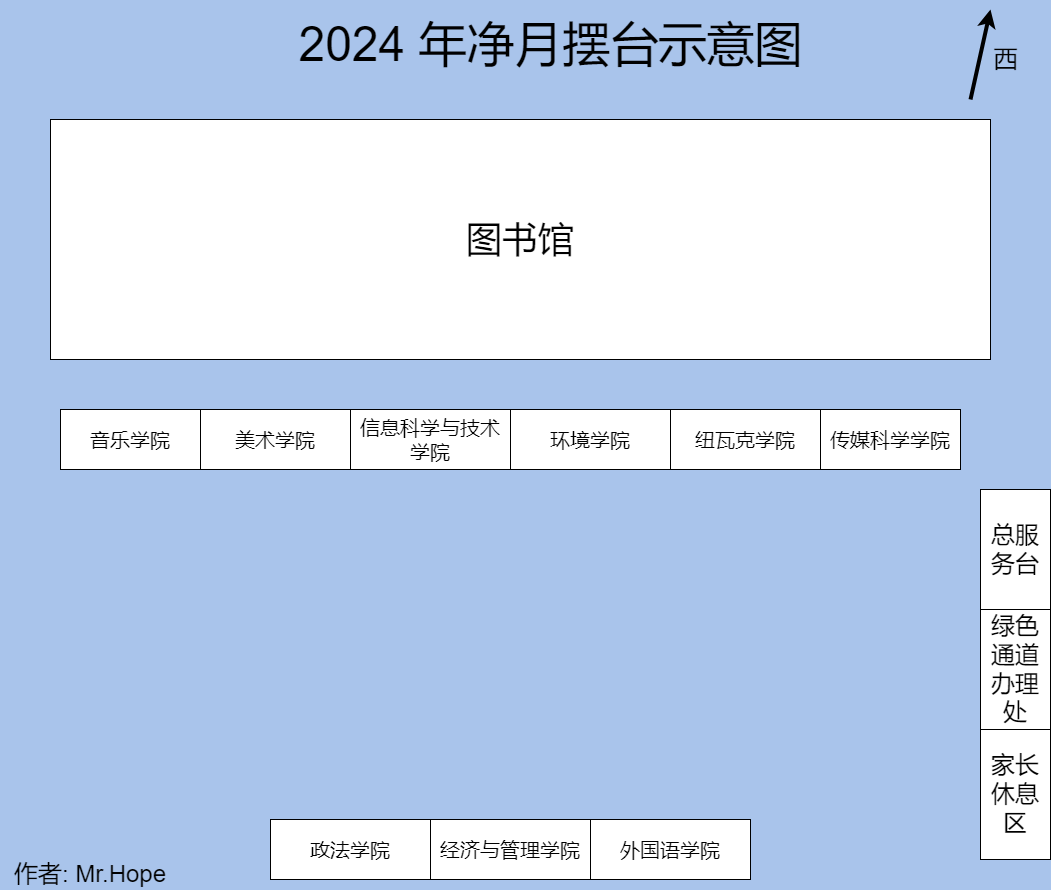 2024 年净月摆台示意图
西
图书馆
音乐学院
美术学院
信息科学与技术
学院
环境学院
纽瓦克学院
传媒科学学院
总服
务台
绿色
通道
办理
处
家长
休息
区
政法学院
经济与管理学院
外国语学院
作者: Mr.Hope